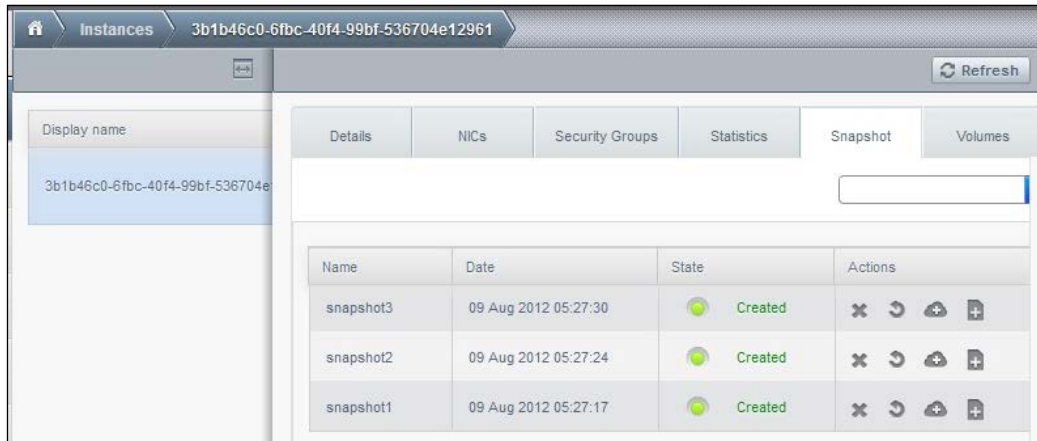 Instances 3b1b46c0-6fbc-40f4-99bf-536704e12961
Refresh
Display name
3b1b46c0-6fbc-40f4-99bf-536704e
Details NICs Security Groups Statistics Snapshot Volumes
Name Date State Actions
snapshot3 09 Aug 2012 05:27:30 Created
snapshot2 09 Aug 2012 05:27:24 Created
snapshot1 09 Aug 2012 05:27:17 Created